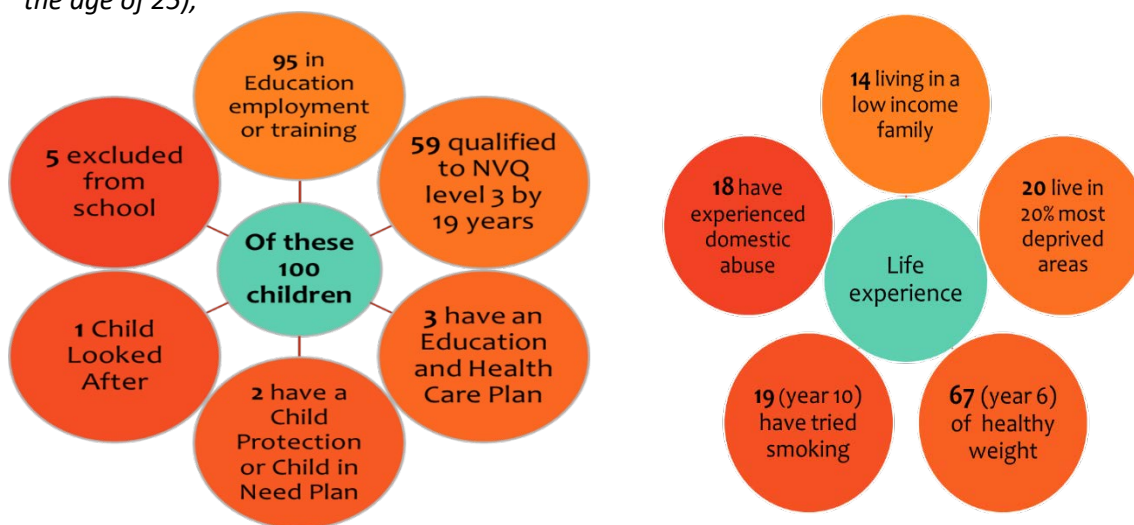 the age of 25),
95 in
Education
employment
or training
59 qualified
to NVQ
level 3 by
19 years
3 have an
Education
and Health
Care Plan
2 have a
Child
Protection
or Child in
Need Plan
1 Child
Looked
After
5 excluded
from
school
Of these
100
children
14 living in a
low income
family
20 live in
20% most
deprived
areas
67 (year 6)
of healthy
weight
19 (year 10)
have tried
smoking
18 have
experienced
domestic
abuse
Life
experience